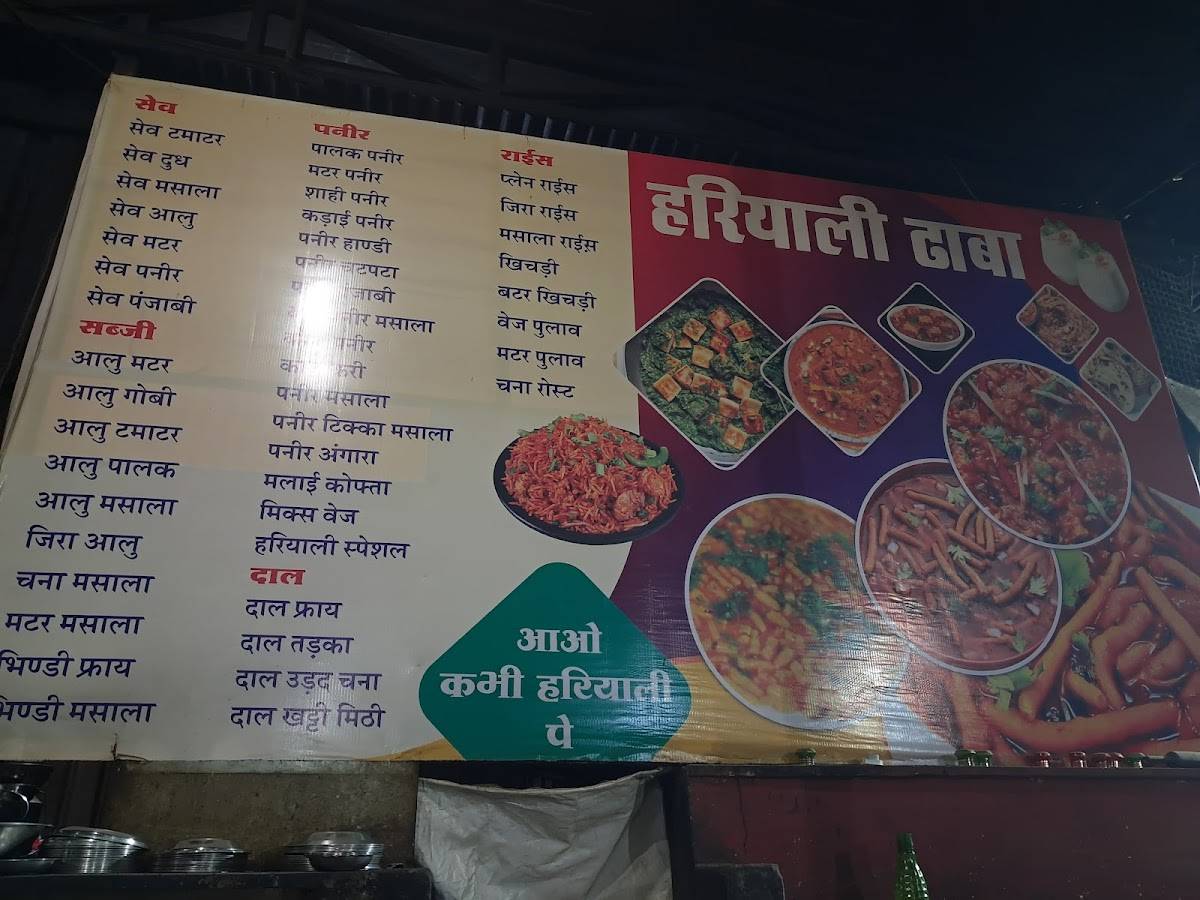 सेव
सेव टमाटर
सेव दुध
सेव मसाला
सेव आलु
सेव मटर
सेव पनीर
सेव पंजाबी
सब्जी
आलु मटर
आलु गोबी
आलु टमाटर
आलु पालक
आलु मसाला
जिरा आलु
चना मसाला
मटर मसाला
भिण्डी फ्राय
भिण्डी मसाला
पनीर
पालक पनीर
मटर पनीर
शाही पनीर
कड़ाई पनीर
पनीर हाण्डी
पनीर चटपटा
मसाला
पनीर मसाला
पनीर टिक्का मसाला
पनीर अंगारा
मलाई कोफ्ता
मिक्स वेज
हरियाली स्पेशल
दाल
दाल फ्राय
दाल तड़का
दाल उड़द चना
दाल खट्टी मिठी
राईस
प्लेन राईस
जिरा राईस
मसाला राईस
खिचड़ी
बटर खिचड़ी
वेज पुलाव
मटर पुलाव
चना रोस्ट
हरियाली ढाबा
आओ
कभी हरियाली
पे